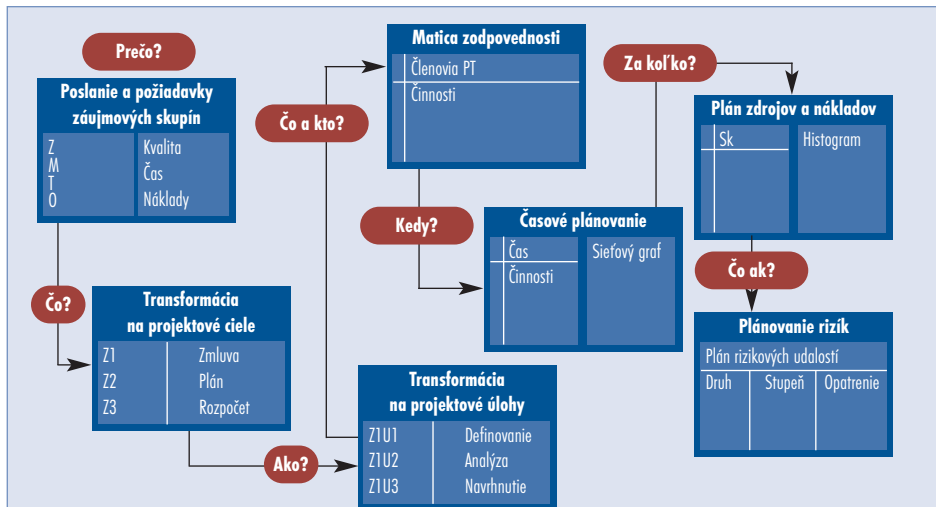 Prečo?
Poslanie a požiadavky
záujmových skupín
Z
M
T
O
Kvalita
Čas
Náklady
Čo?
Transformácia
na projektové ciele
Z1 Zmluva
Z2 Plán
Z3 Rozpočet
Ako?
Transformácia
na projektové úlohy
Z1U1 Definovanie
Z1U2 Analýza
Z1U3 Navrhnutie
Čo a kto?
Matica zodpovednosti
Členovia PT
Činnosti
Kedy?
Časové plánovanie
Čas
Činnosti
Sieťový graf
Za koľko?
Plán zdrojov a nákladov
Sk
Histogram
Čo ak?
Plánovanie rizík
Plán rizikových udalostí
Druh Stupeň Opatrenie